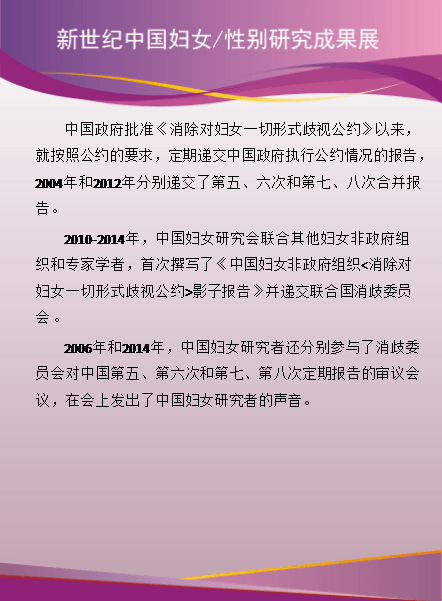 新世纪中国妇女/性别研究成果展
中国政府批准《消除对妇女一切形式歧视公约》以来，
就按照公约的要求，定期递交中国政府执行公约情况的报告，
2004年和2012年分别递交了第五、六次和第七、八次合并报
告。
2010-2014年，中国妇女研究会联合其他妇女非政府组
织和专家学者，首次撰写了《中国妇女非政府组织<消除对
妇女一切形式歧视公约>影子报告》并递交联合国消歧委员
会。
2006年和2014年，中国妇女研究者还分别参与了消歧委
员会对中国第五、第六次和第七、第八次定期报告的审议会
议，在会上发出了中国妇女研究者的声音。